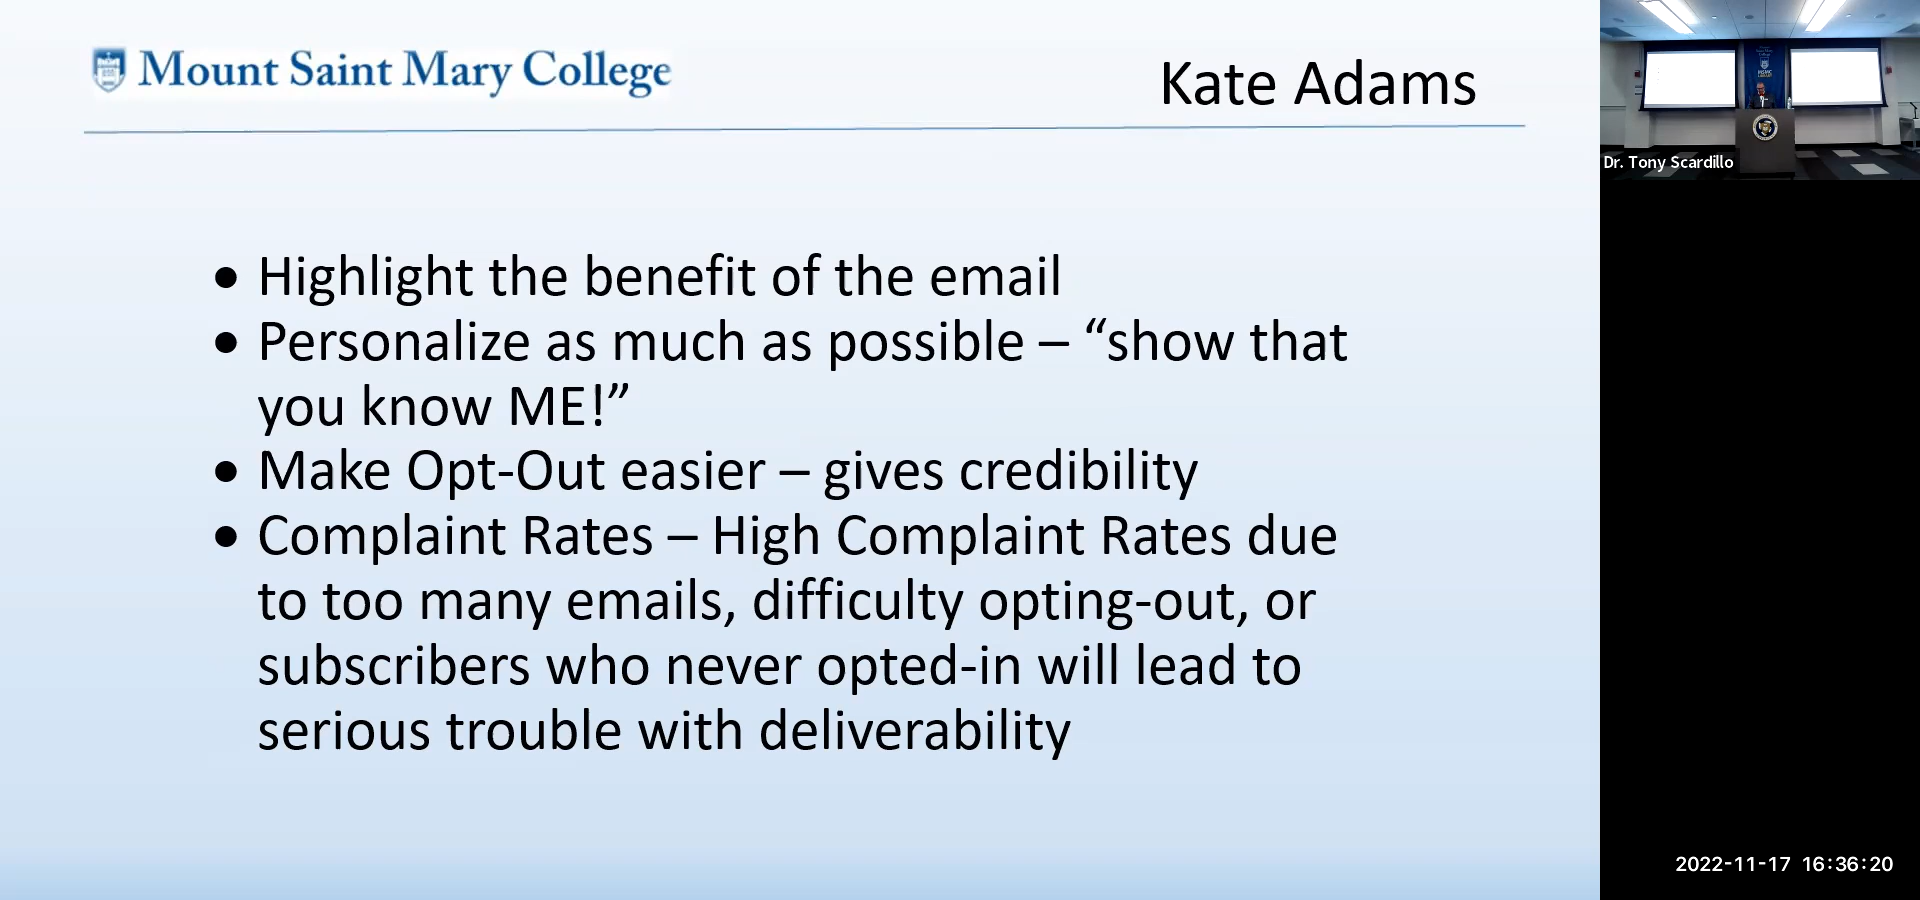 Mount Saint Mary College
Kate Adams
• Highlight the benefit of the email
• Personalize as much as possible – “show that
you know ME!”
• Make Opt-Out easier – gives credibility
• Complaint Rates – High Complaint Rates due
to too many emails, difficulty opting-out, or
subscribers who never opted-in will lead to
serious trouble with deliverability
Dr. Tony Scardillo
2022-11-17 16:36:20